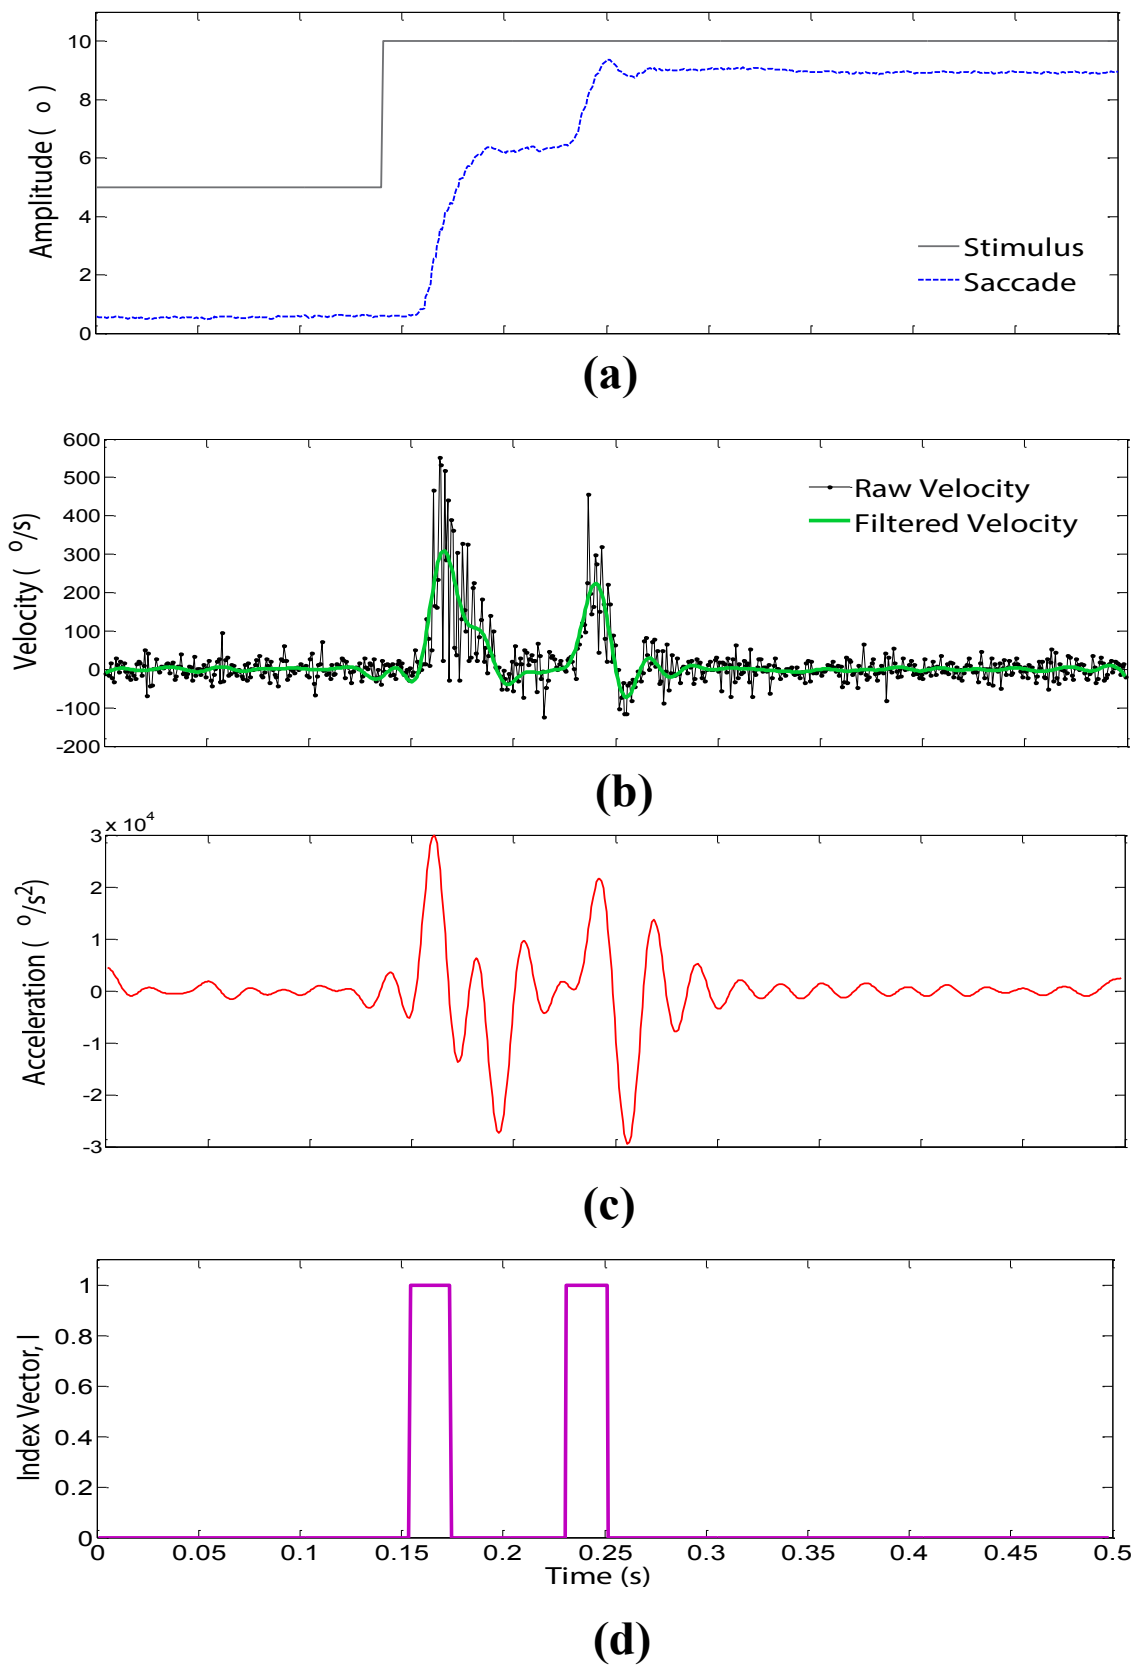 10
8
6
4
2
0
Amplitude ( o )
Stimulus
Saccade
(a)
600
500
400
300
200
100
0
-100
-200
Velocity ( o/s)
Raw Velocity
Filtered Velocity
(b)
x 10^4
3
2
1
0
-1
-2
-3
Acceleration ( o/s2)
(c)
1
0.8
0.6
0.4
0.2
0
Index Vector, I
0 0.05 0.1 0.15 0.2 0.25 0.3 0.35 0.4 0.45 0.5
Time (s)
(d)